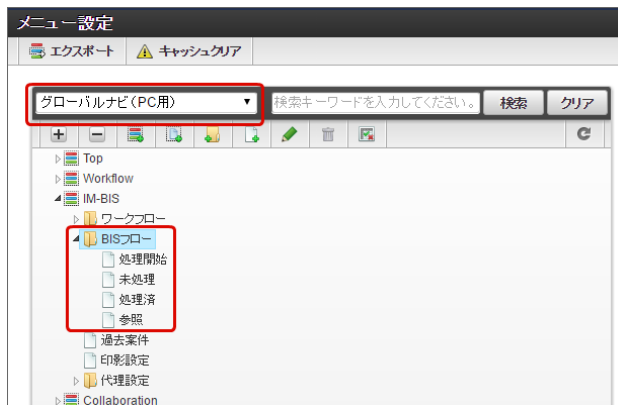 メニュー設定
エクスポート キャッシュクリア
グローバルナビ(PC用) 検索キーワードを入力してください。 検索 クリア
Top
Workflow
IM-BIS
ワークフロー
BISフロー
処理開始
未処理
処理済
参照
過去案件
印影設定
代理設定
Collaboration